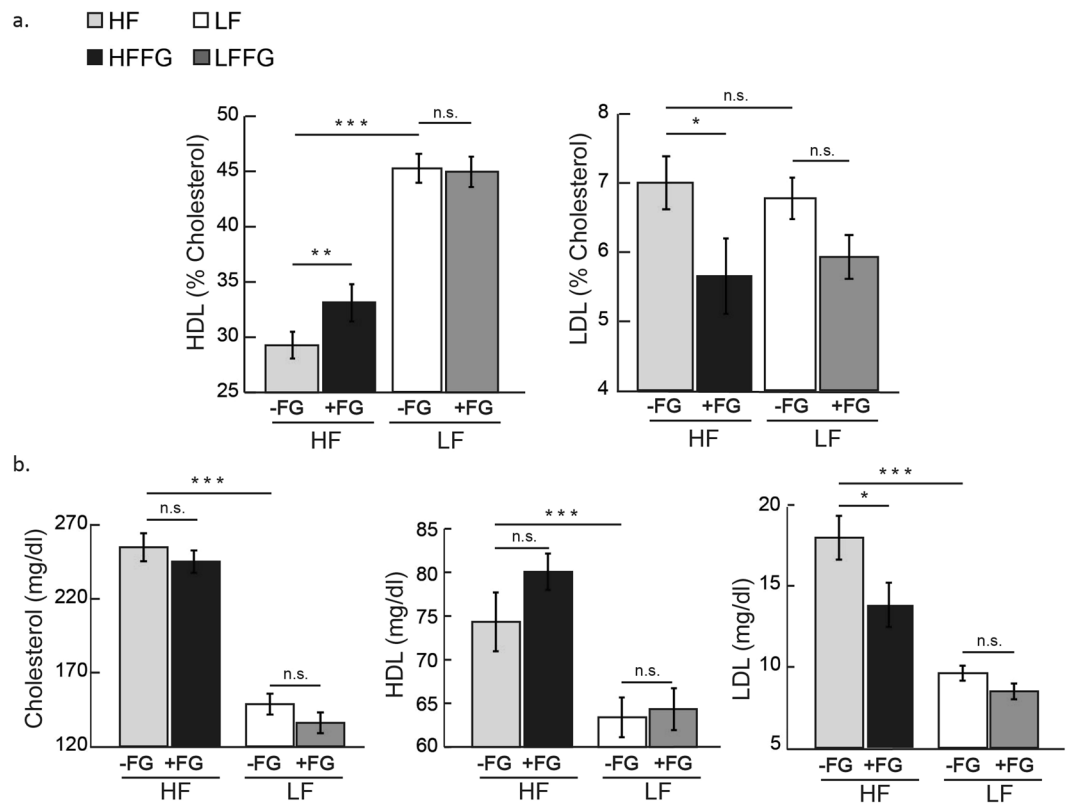 a.
HF LF
HFFG LFFG
HDL (% Cholesterol)
50
45
40
35
30
25
***
n.s.
**
-FG +FG -FG +FG
HF LF
LDL (% Cholesterol)
8
7
6
5
4
n.s.
*
n.s.
-FG +FG -FG +FG
HF LF
b.
Cholesterol (mg/dl)
270
220
170
120
***
n.s.
n.s.
-FG +FG -FG +FG
HF LF
HDL (mg/dl)
85
80
75
70
65
60
***
n.s.
n.s.
-FG +FG -FG +FG
HF LF
LDL (mg/dl)
20
15
10
5
***
*
n.s.
-FG +FG -FG +FG
HF LF